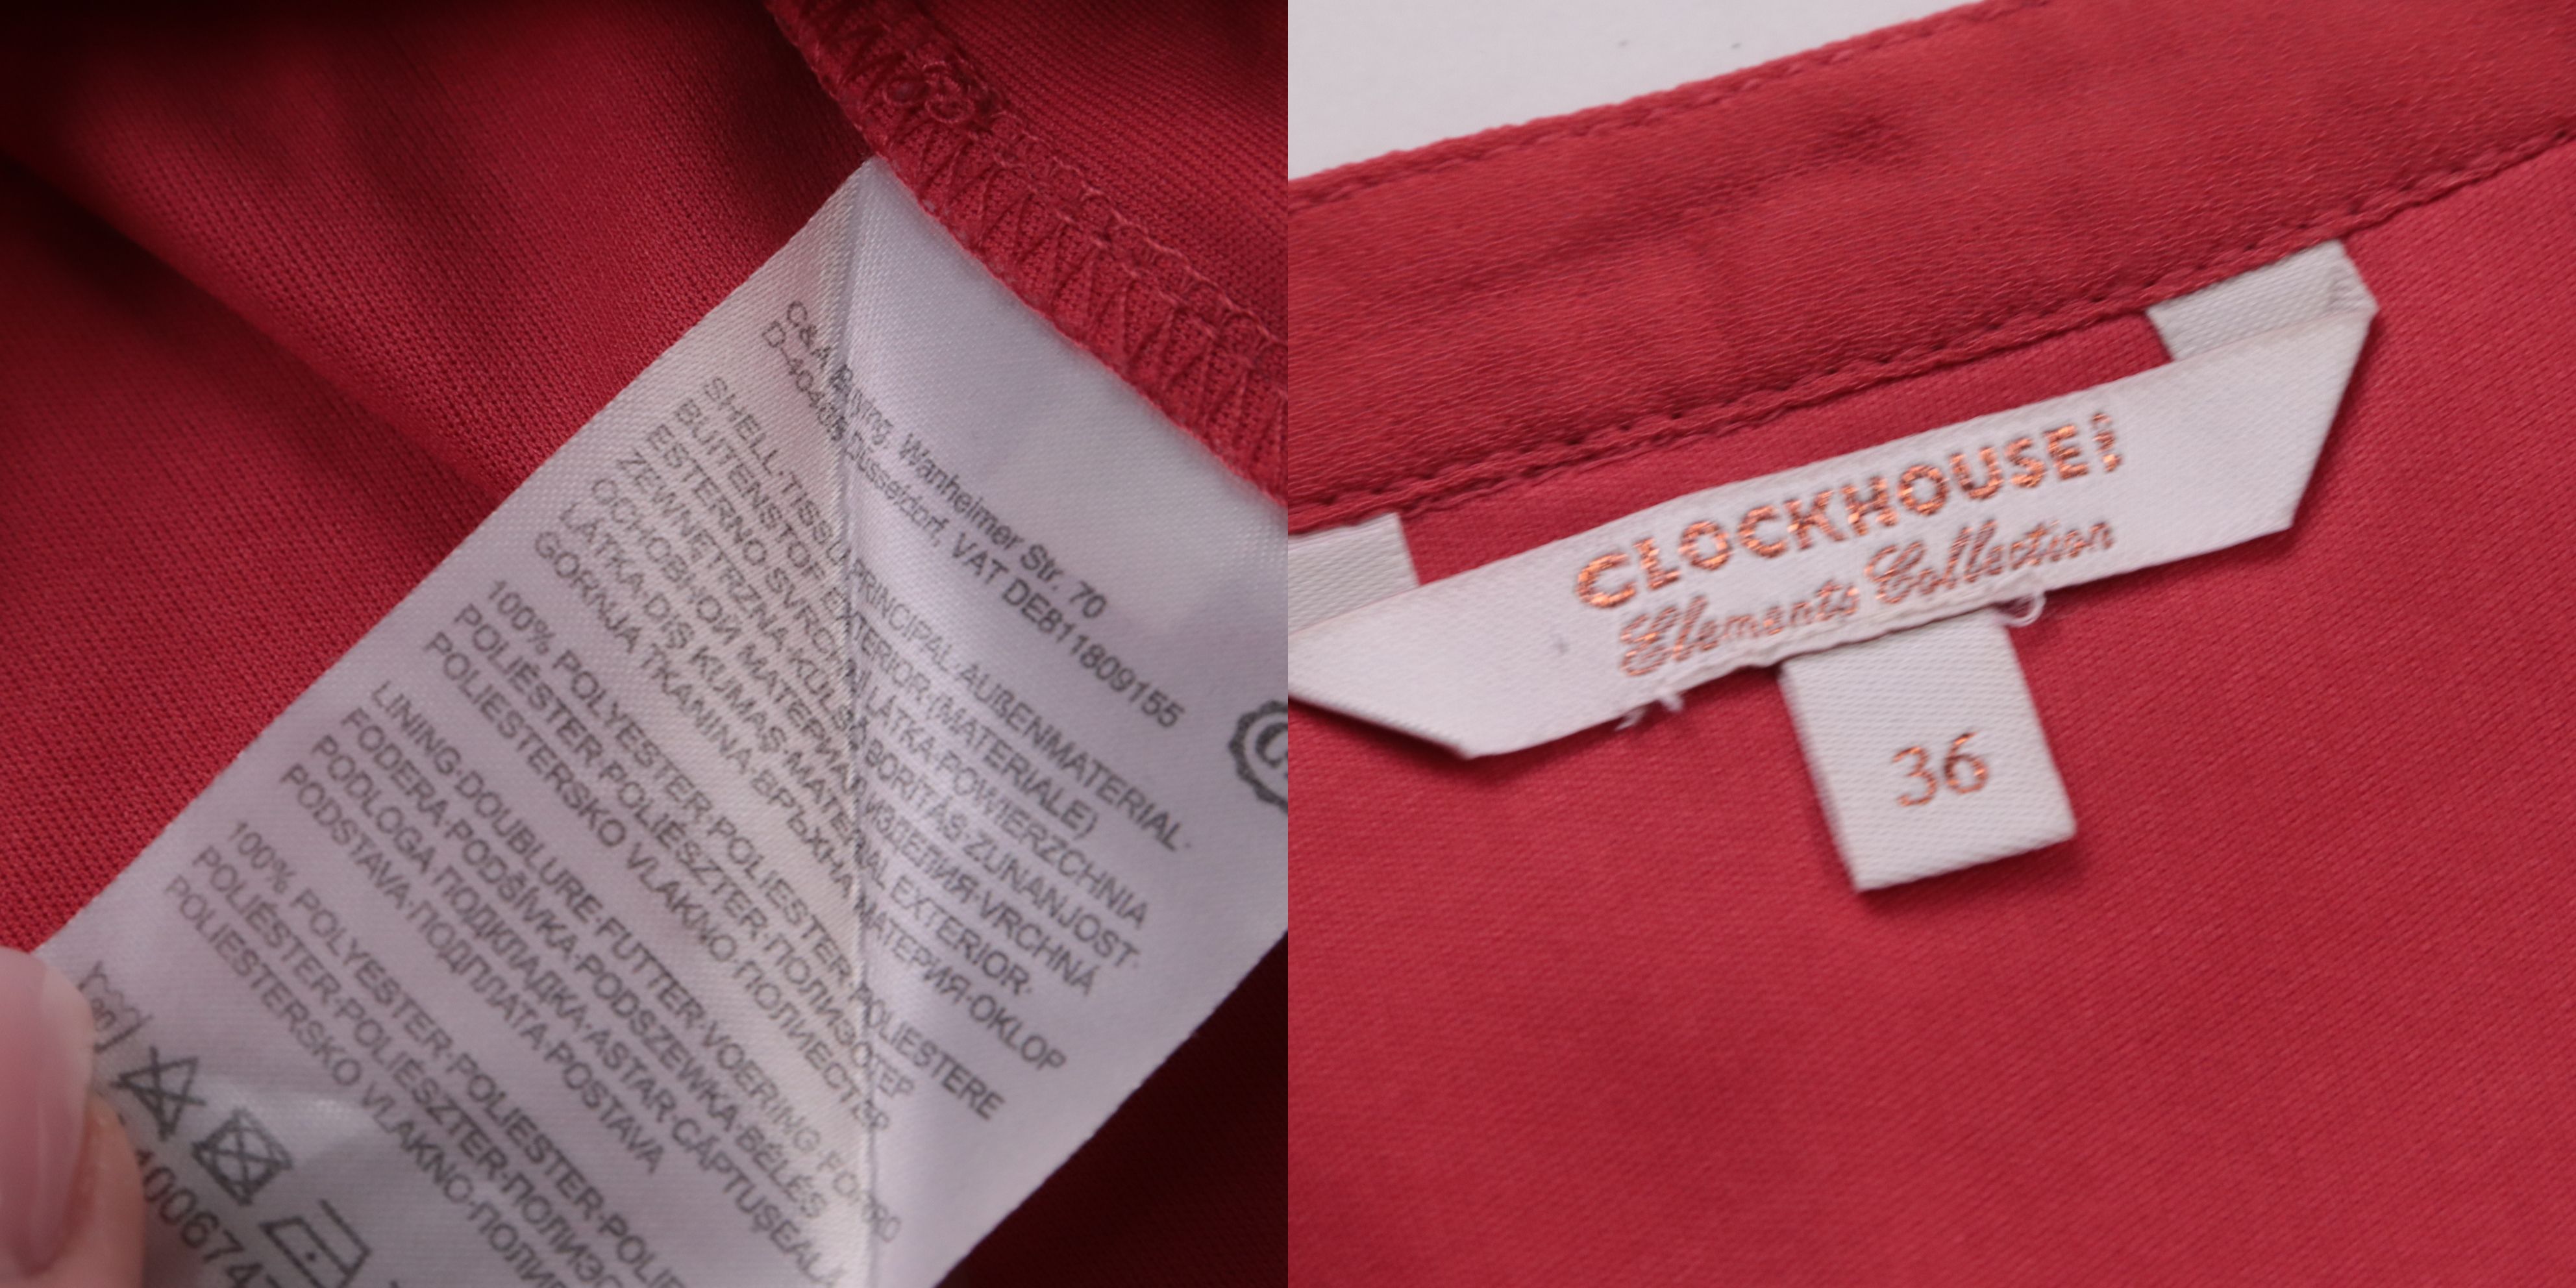 C&A Buying, Wanheimer Str. 70
D-40468 Düsseldorf, VAT DE811809155
SHELL·TISSU PRINCIPAL·AUßENMATERIAL·
BUITENSTOF EXTERIOR·(MATERIALE)
ESTERNO·SVRCHNÍ LÁTKA·POWIERZCHNIA
ZEWNĘTRZNA·KÜLSŐ BORÍTÁS·ZUNANJOST·
ОСНОВНОЙ МАТЕРИАЛ ИЗДЕЛИЯ·VRCHNÁ
LÁTKA·DIŞ KUMAŞ·MATERIAL EXTERIOR·
GORNJA TKANINA·ВРЪХНА МАТЕРИЯ·OKLOP
100% POLYESTER·POLIESTER·POLIESTERE
POLIÉSTER·POLIÉSZTER·ПОЛИЭСТЕР
POLIESTERSKO VLAKNO·ПОЛИЕСТЕР
LINING·DOUBLURE·FUTTER·VOERING·FORRO
FODERA·PODŠÍVKA·PODSZEWKA·BÉLÉS
PODLOGA·ПОДКЛАДКА·ASTAR·CĂPTUŞEALĂ
PODSTAVA·ПОДПЛАТА·POSTAVA
100% POLYESTER·POLIESTER
POLIÉSTER·POLIÉSZTER·
POLIESTERSKO VLAKNO·
CLOCKHOUSE
Elements Collection
36